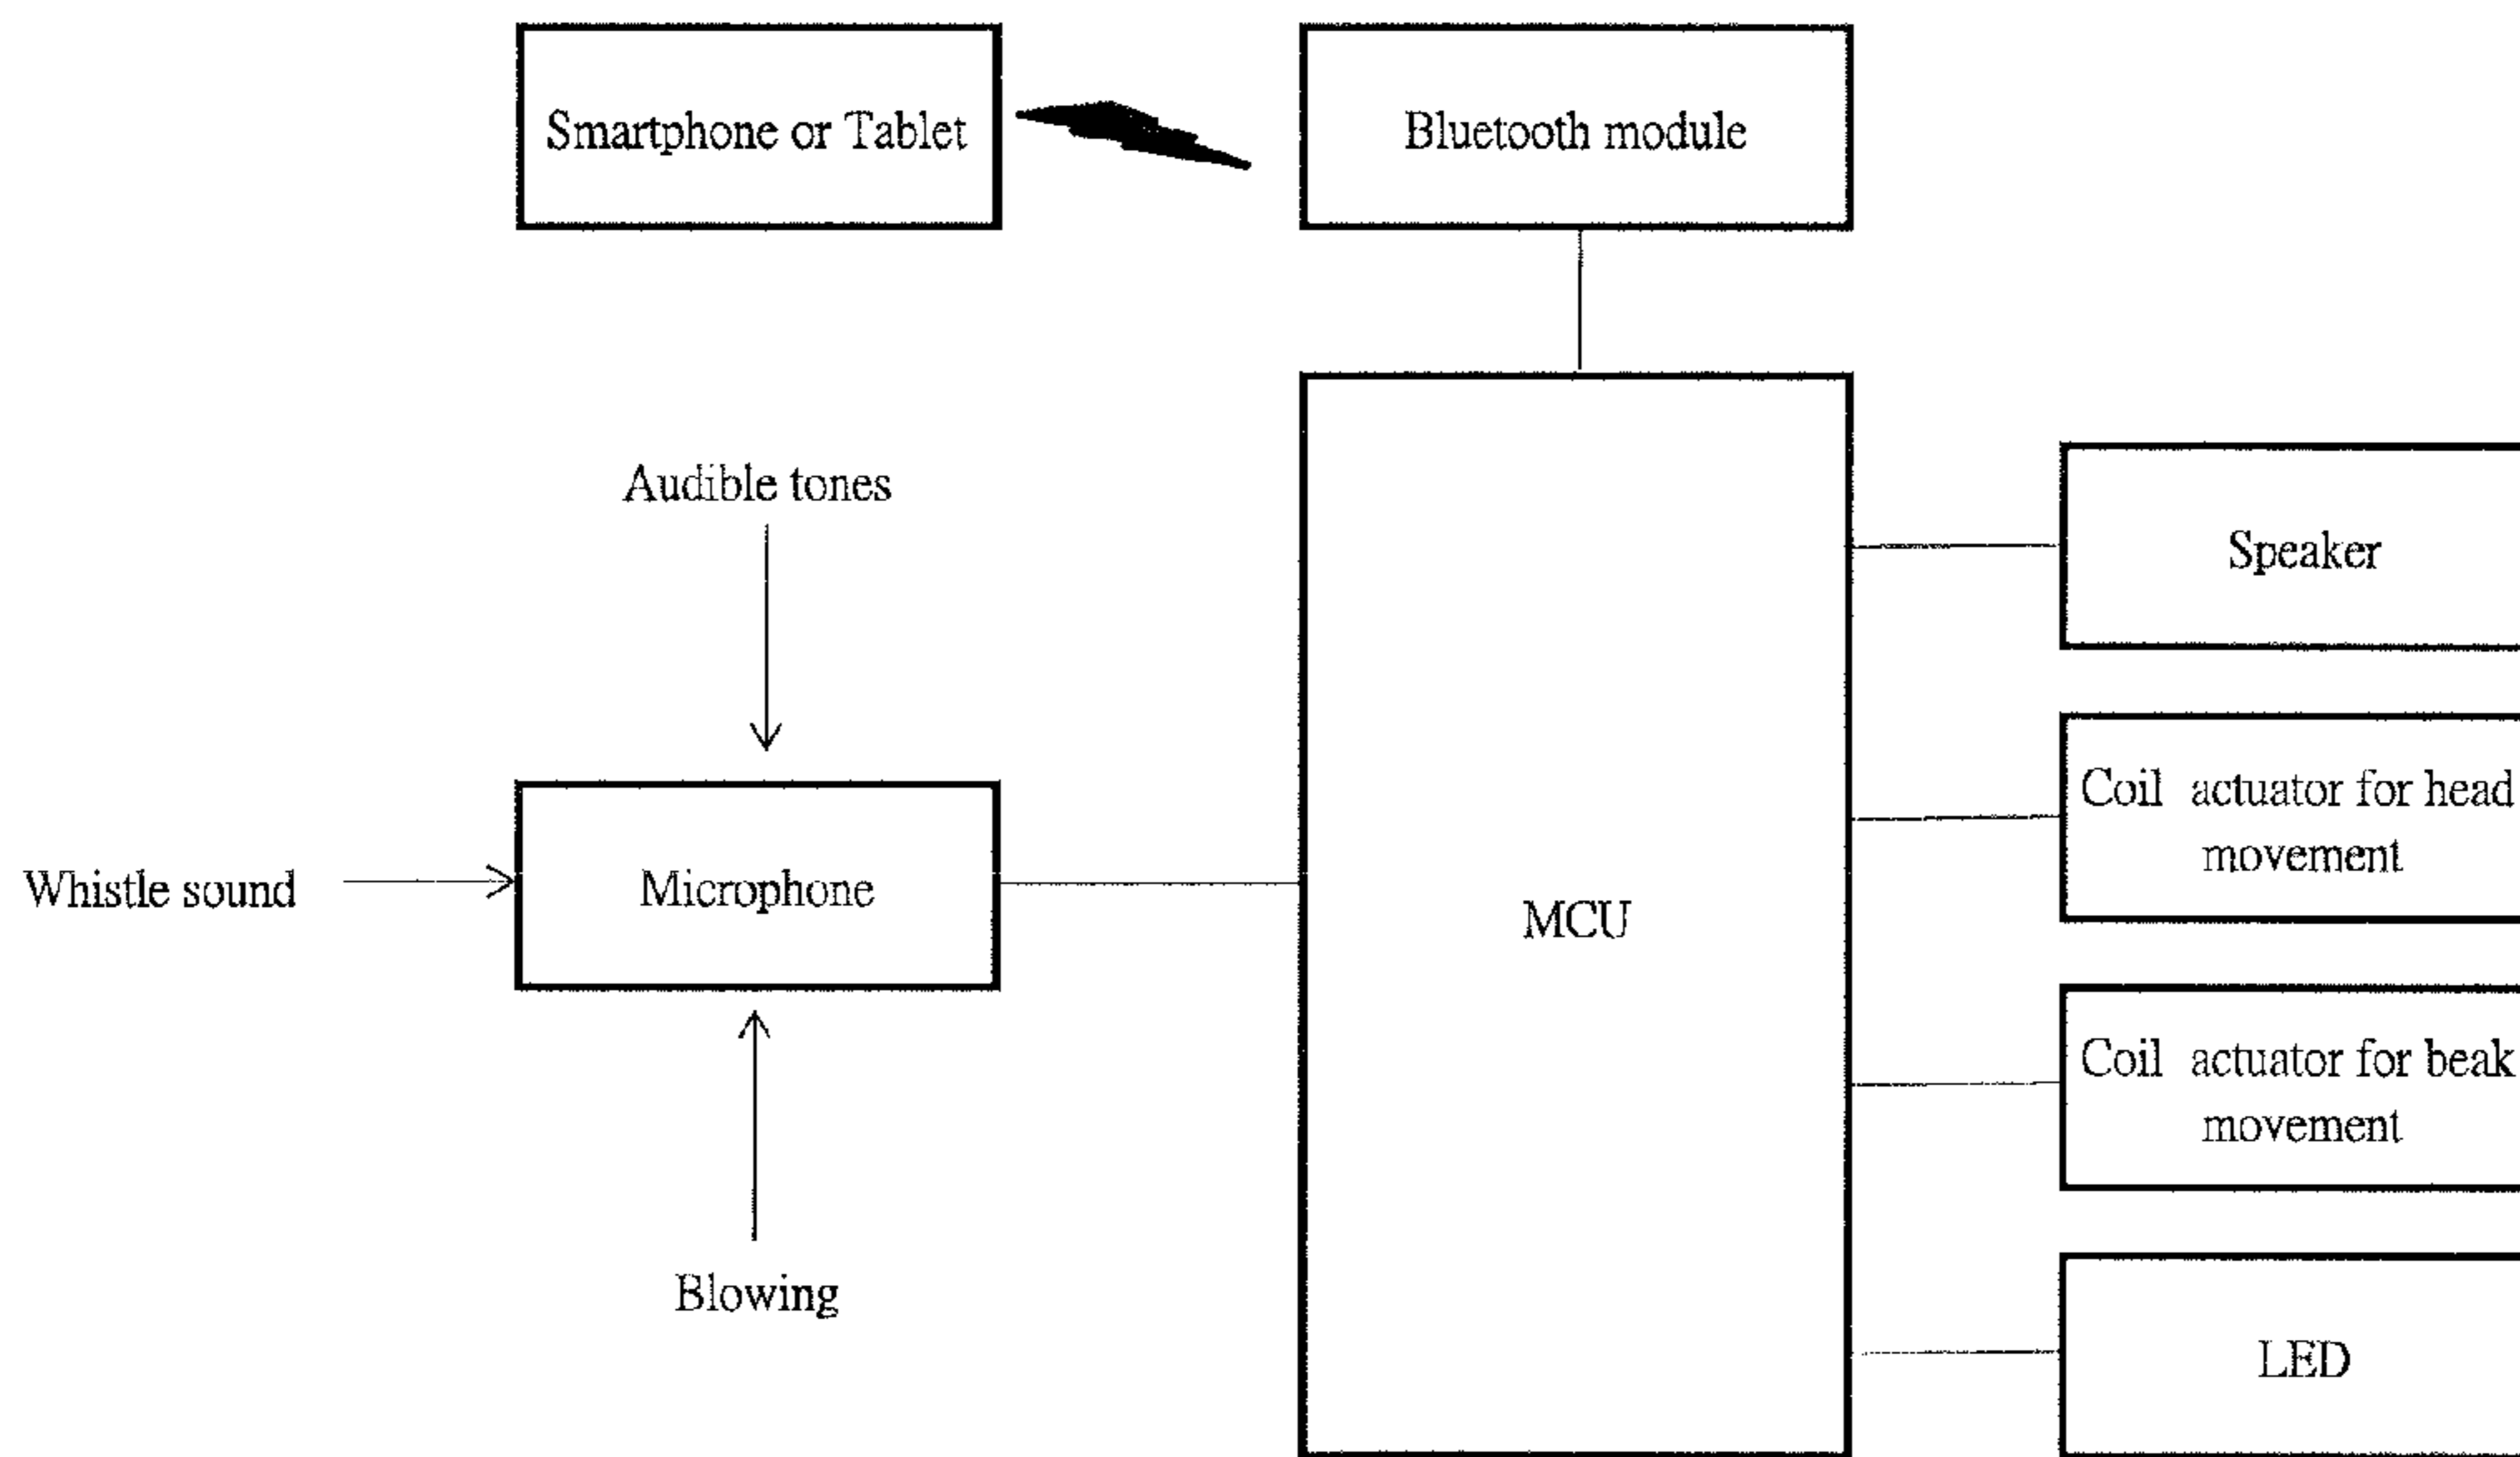 Smartphone or Tablet
Bluetooth module
Audible tones
Speaker
Coil actuator for head
movement
Whistle sound
Microphone
MCU
Coil actuator for beak
movement
Blowing
LED